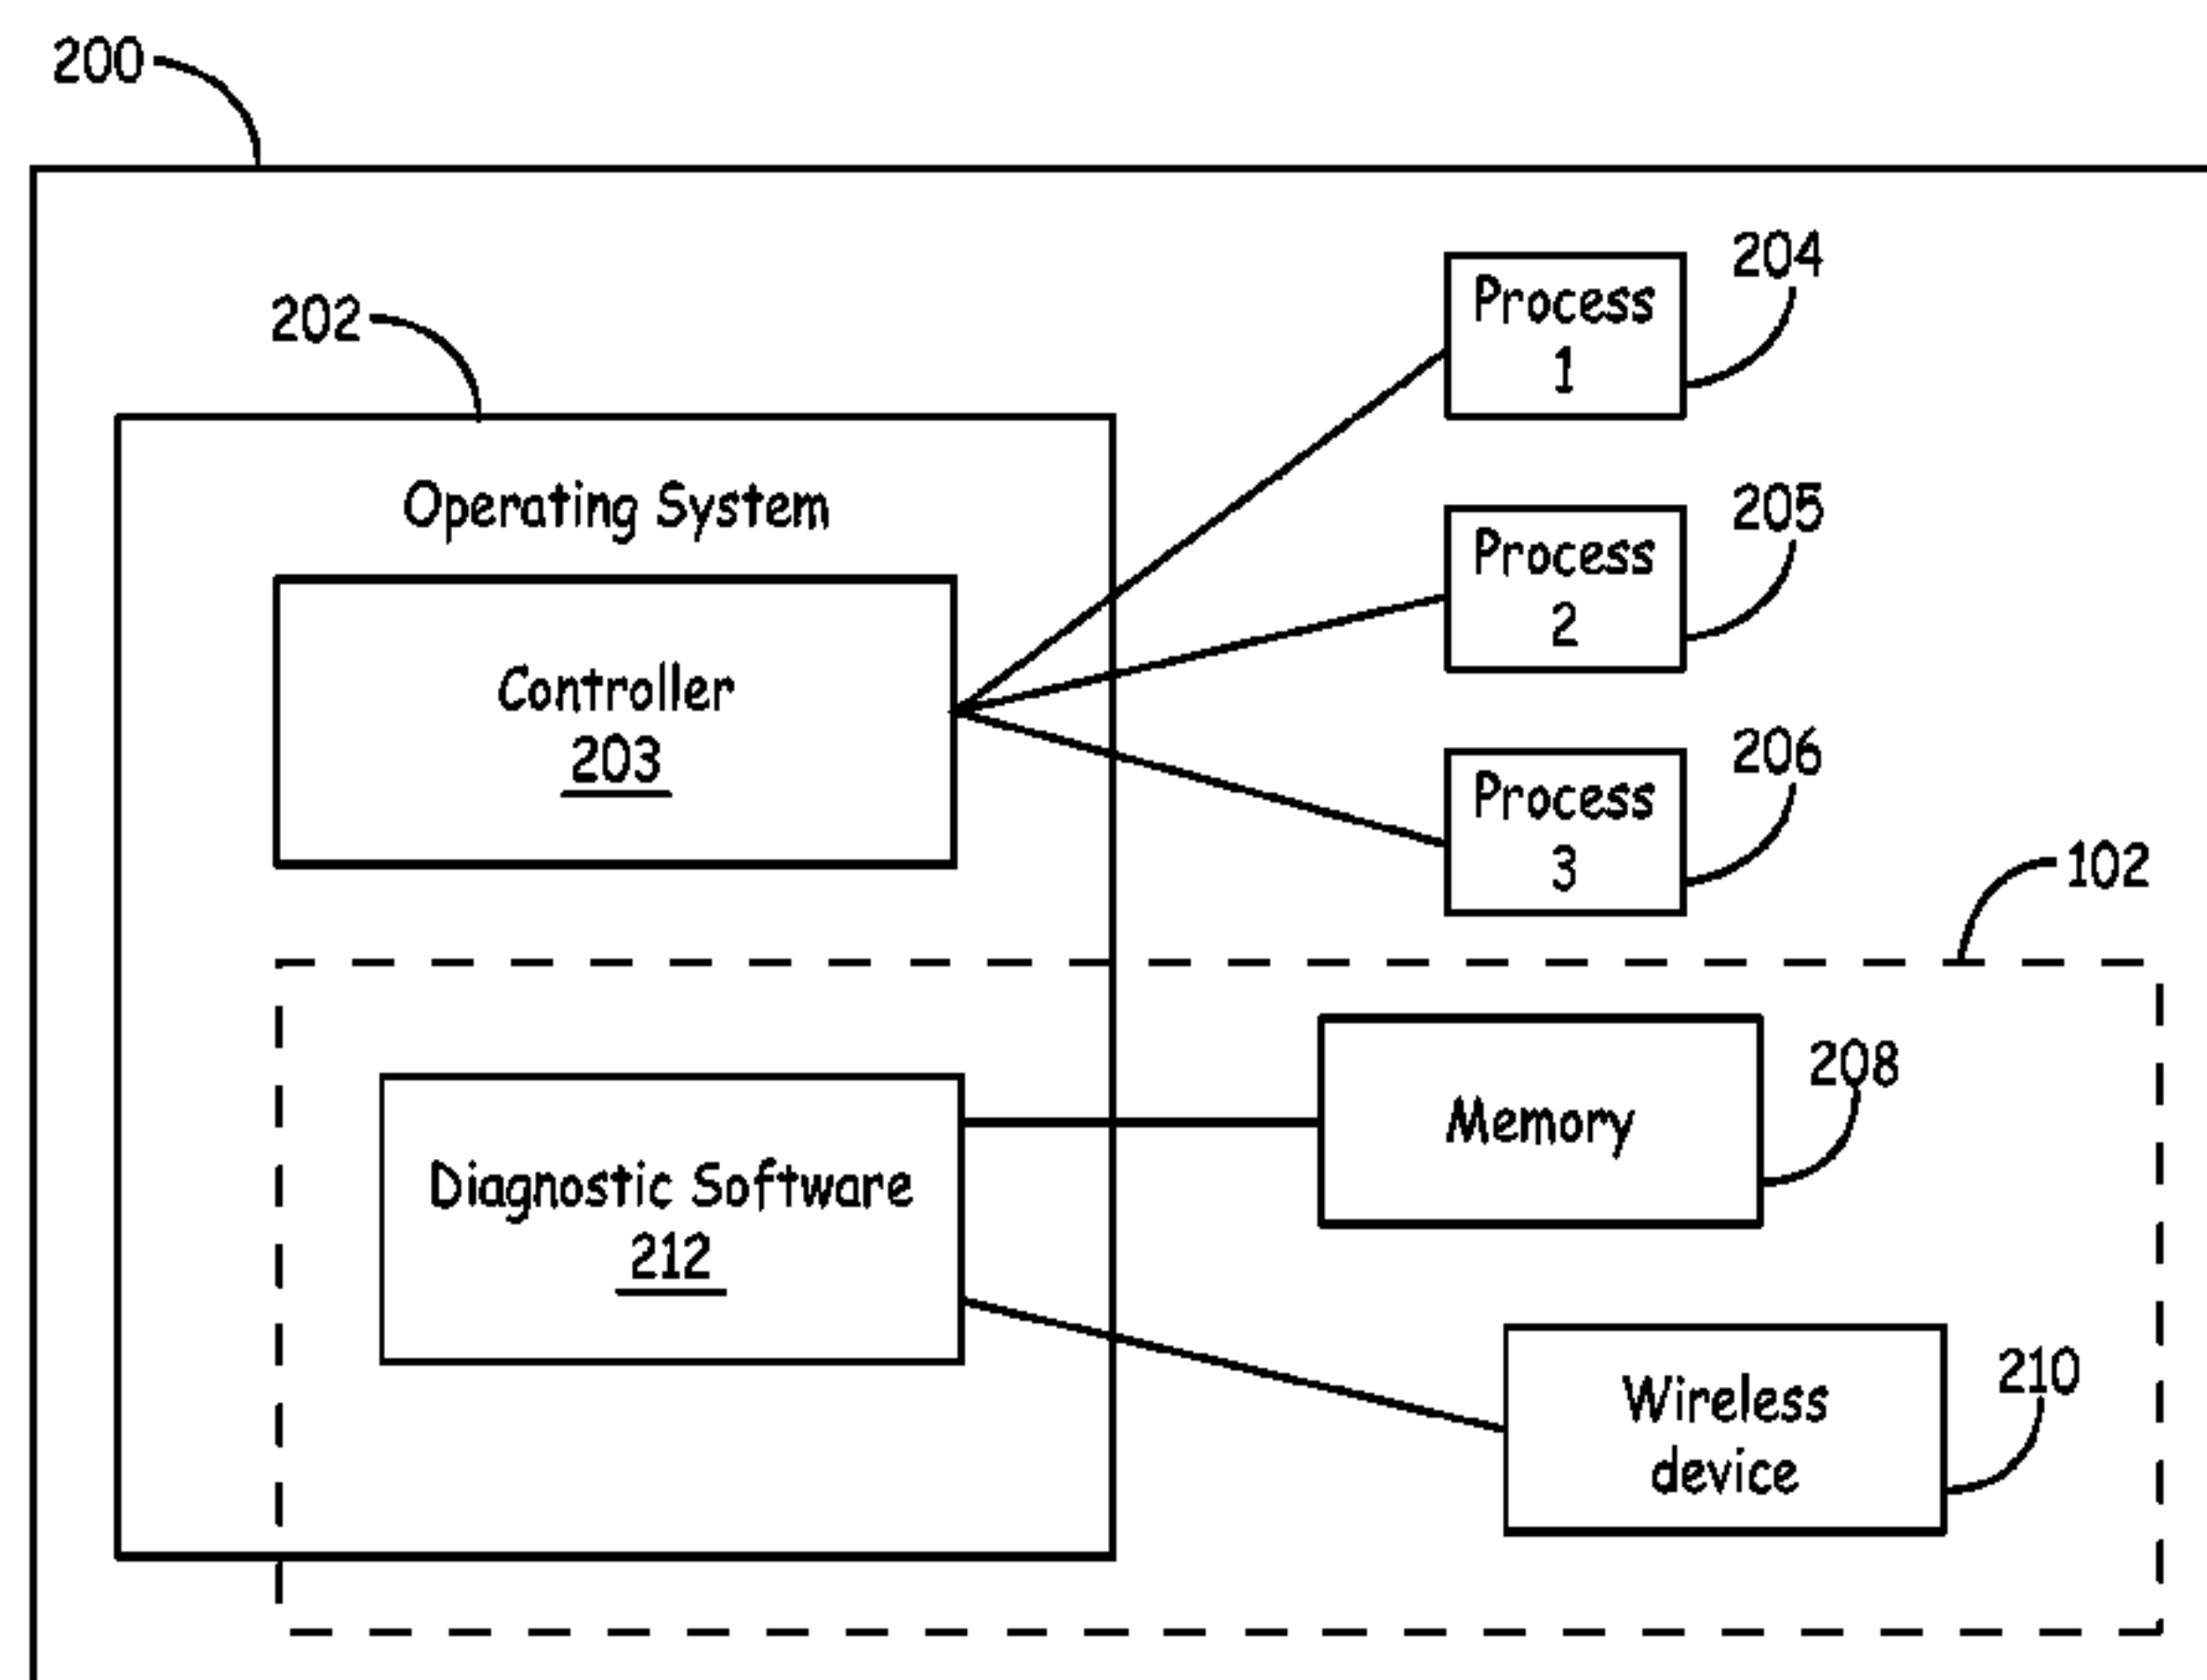 200
202
Operating System
Controller
203
Process
1
204
Process
2
205
Process
3
206
102
Diagnostic Software
212
Memory
208
Wireless
device
210